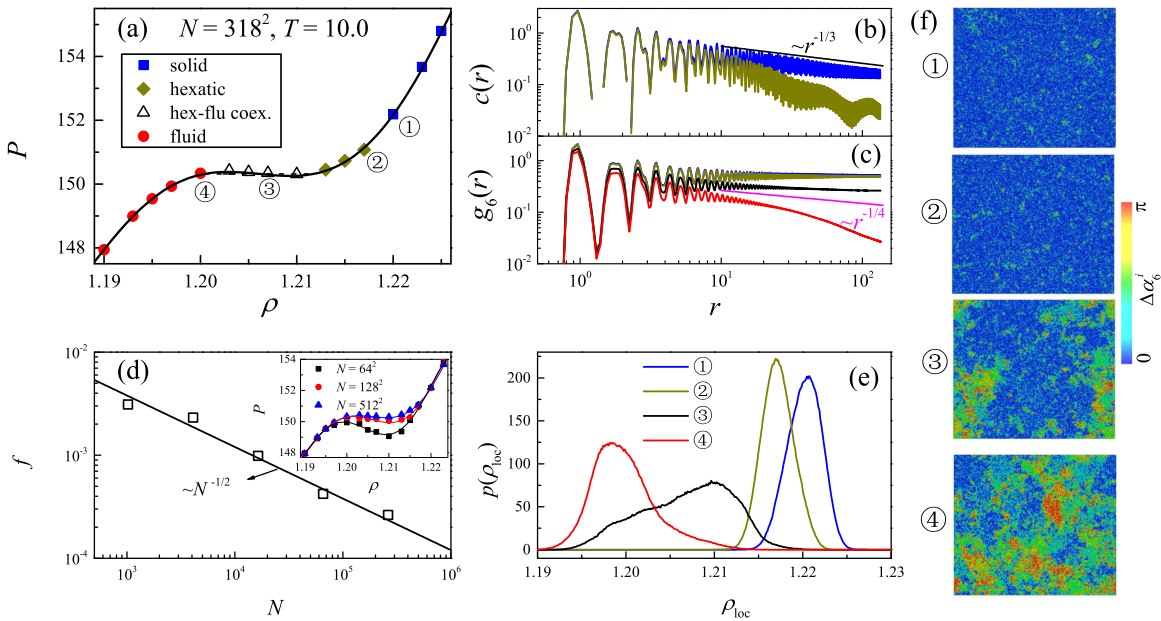 (a)
N = 318², T = 10.0
solid
hexatic
hex-flu coex.
fluid
①
②
③
④
P
154
152
150
148
1.19
1.20
1.21
1.22
ρ
(b)
~r^-1/3
c(r)
10^0
10^-1
10^-2
(c)
~r^-1/4
g_6(r)
10^0
10^-1
10^-2
10^0
10^1
10^2
r
(d)
~N^-1/2
f
10^-2
10^-3
10^-4
10^3
10^4
10^5
10^6
N
N = 64²
N = 128²
N = 512²
P
154
152
150
148
1.19
1.20
1.21
1.22
ρ
(e)
①
②
③
④
p(ρ_loc)
200
150
100
50
0
1.19
1.20
1.21
1.22
1.23
ρ_loc
(f)
①
②
③
④
π
0
Δα_6^i